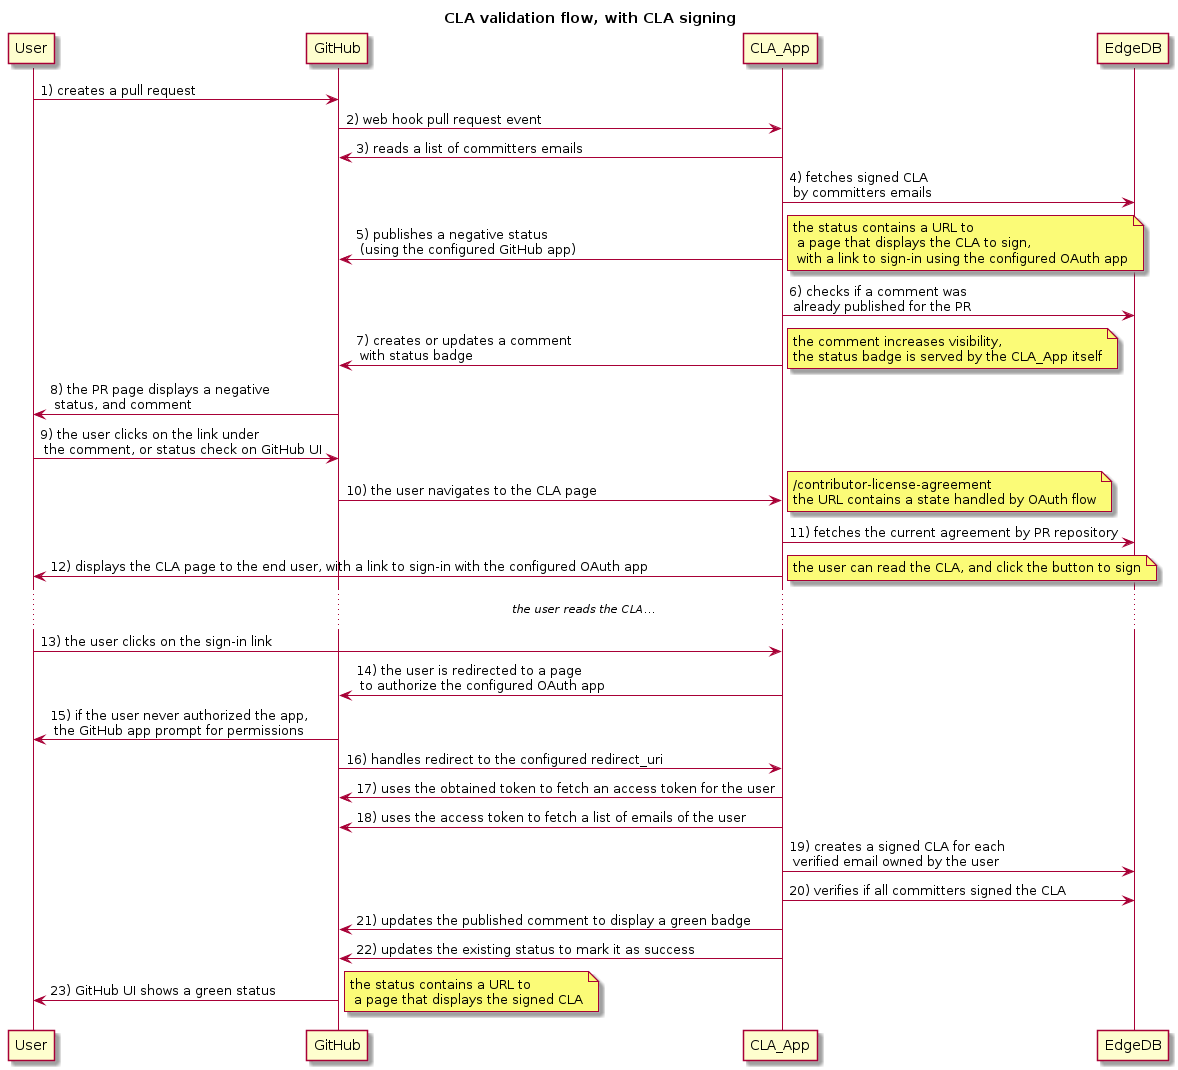 CLA validation flow, with CLA signing
User
GitHub
CLA_App
EdgeDB
1) creates a pull request
2) web hook pull request event
3) reads a list of committers emails
4) fetches signed CLA
by committers emails
5) publishes a negative status
(using the configured GitHub app)
the status contains a URL to
a page that displays the CLA to sign,
with a link to sign-in using the configured OAuth app
6) checks if a comment was
already published for the PR
7) creates or updates a comment
with status badge
the comment increases visibility,
the status badge is served by the CLA_App itself
8) the PR page displays a negative
status, and comment
9) the user clicks on the link under
the comment, or status check on GitHub UI
10) the user navigates to the CLA page
/contributor-license-agreement
the URL contains a state handled by OAuth flow
11) fetches the current agreement by PR repository
12) displays the CLA page to the end user, with a link to sign-in with the configured OAuth app
the user can read the CLA, and click the button to sign
the user reads the CLA...
13) the user clicks on the sign-in link
14) the user is redirected to a page
to authorize the configured OAuth app
15) if the user never authorized the app,
the GitHub app prompt for permissions
16) handles redirect to the configured redirect_uri
17) uses the obtained token to fetch an access token for the user
18) uses the access token to fetch a list of emails of the user
19) creates a signed CLA for each
verified email owned by the user
20) verifies if all committers signed the CLA
21) updates the published comment to display a green badge
22) updates the existing status to mark it as success
23) GitHub UI shows a green status
the status contains a URL to
a page that displays the signed CLA
User
GitHub
CLA_App
EdgeDB